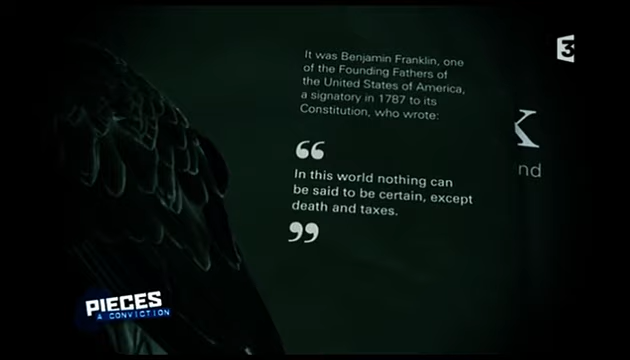 3
It was Benjamin Franklin, one
of the Founding Fathers of
the United States of America,
a signatory in 1787 to its
Constitution, who wrote:
“
In this world nothing can
be said to be certain, except
death and taxes.
”
K
nd
PIECES
A CONVICTION